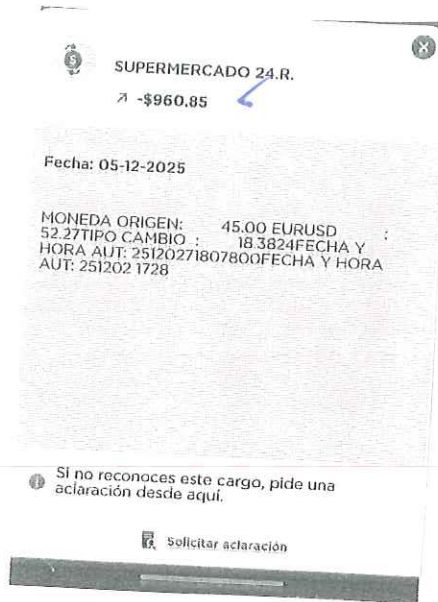 SUPERMERCADO 24.R.
-$960.85
Fecha: 05-12-2025
MONEDA ORIGEN: 45.00 EURUSD :
52.27TIPO CAMBIO : 18.3824FECHA Y
HORA AUT: 25120271807800FECHA Y HORA
AUT: 251202 1728
Si no reconoces este cargo, pide una
aclaración desde aquí.
Solicitar aclaración